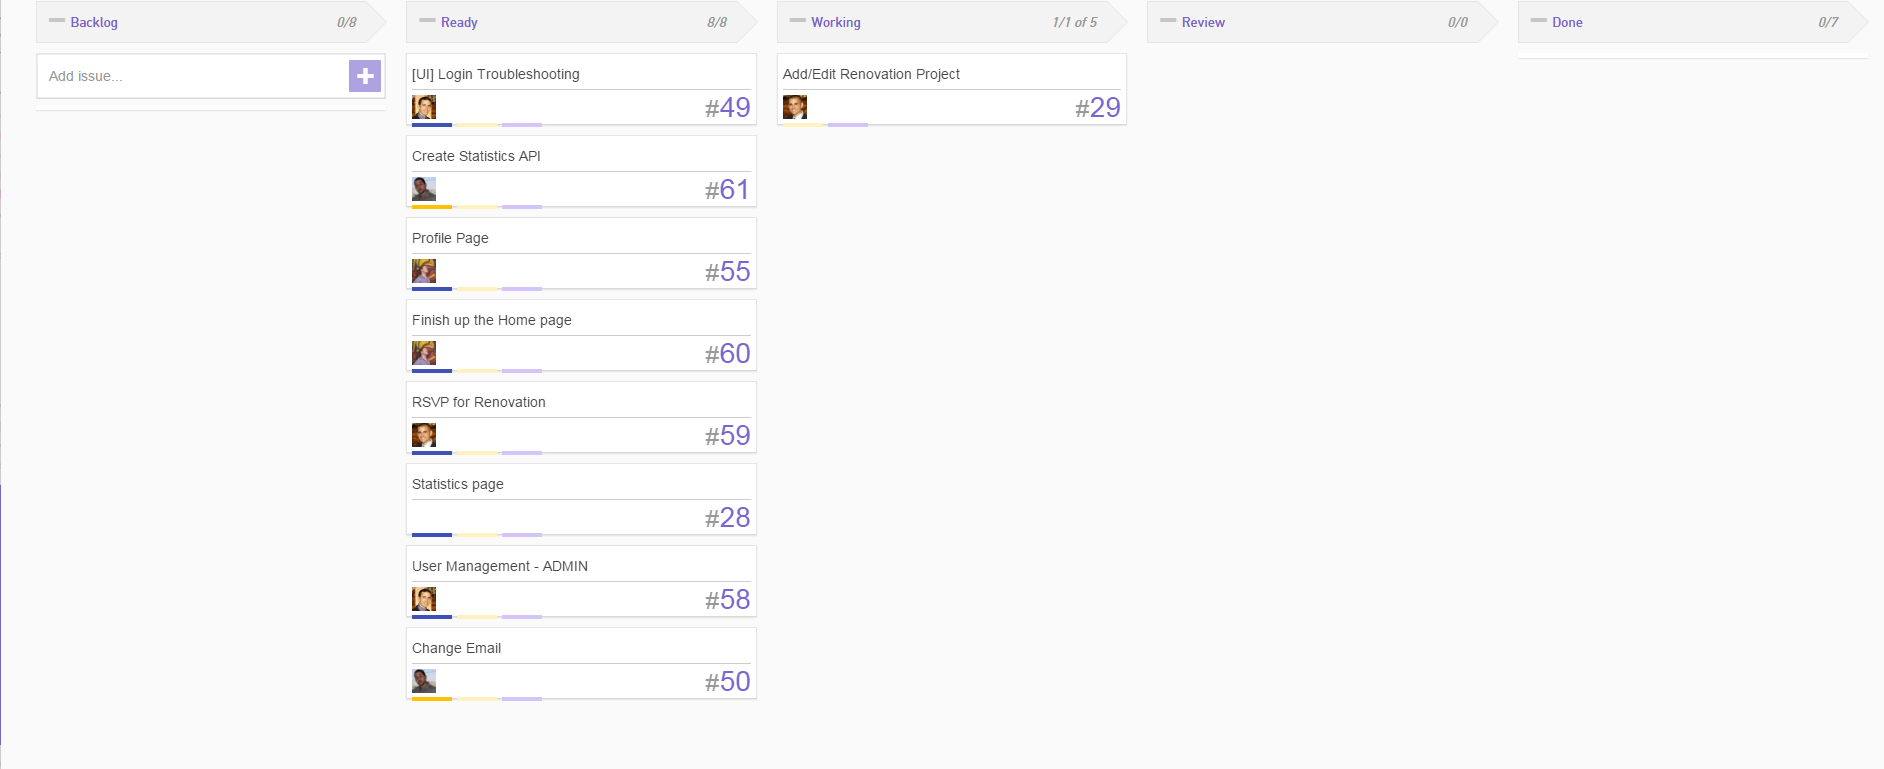 Backlog 0/8
Add issue...
Ready 8/8
[UI] Login Troubleshooting
#49
Create Statistics API
#61
Profile Page
#55
Finish up the Home page
#60
RSVP for Renovation
#59
Statistics page
#28
User Management - ADMIN
#58
Change Email
#50
Working 1/1 of 5
Add/Edit Renovation Project
#29
Review 0/0
Done 0/7